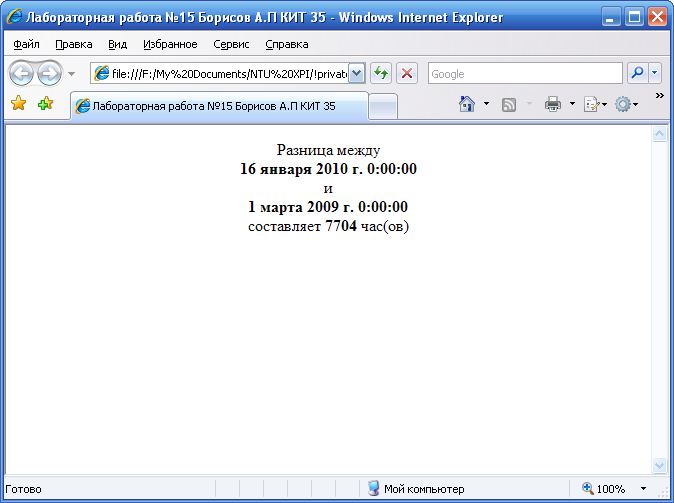 Лабораторная работа №15 Борисов А.П КИТ 35 - Windows Internet Explorer
Файл Правка Вид Избранное Сервис Справка
file:///F:/My%20Documents/NTU%20XPI/!private
Google
Лабораторная работа №15 Борисов А.П КИТ 35
Разница между
16 января 2010 г. 0:00:00
и
1 марта 2009 г. 0:00:00
составляет 7704 час(ов)
Готово Мой компьютер 100%